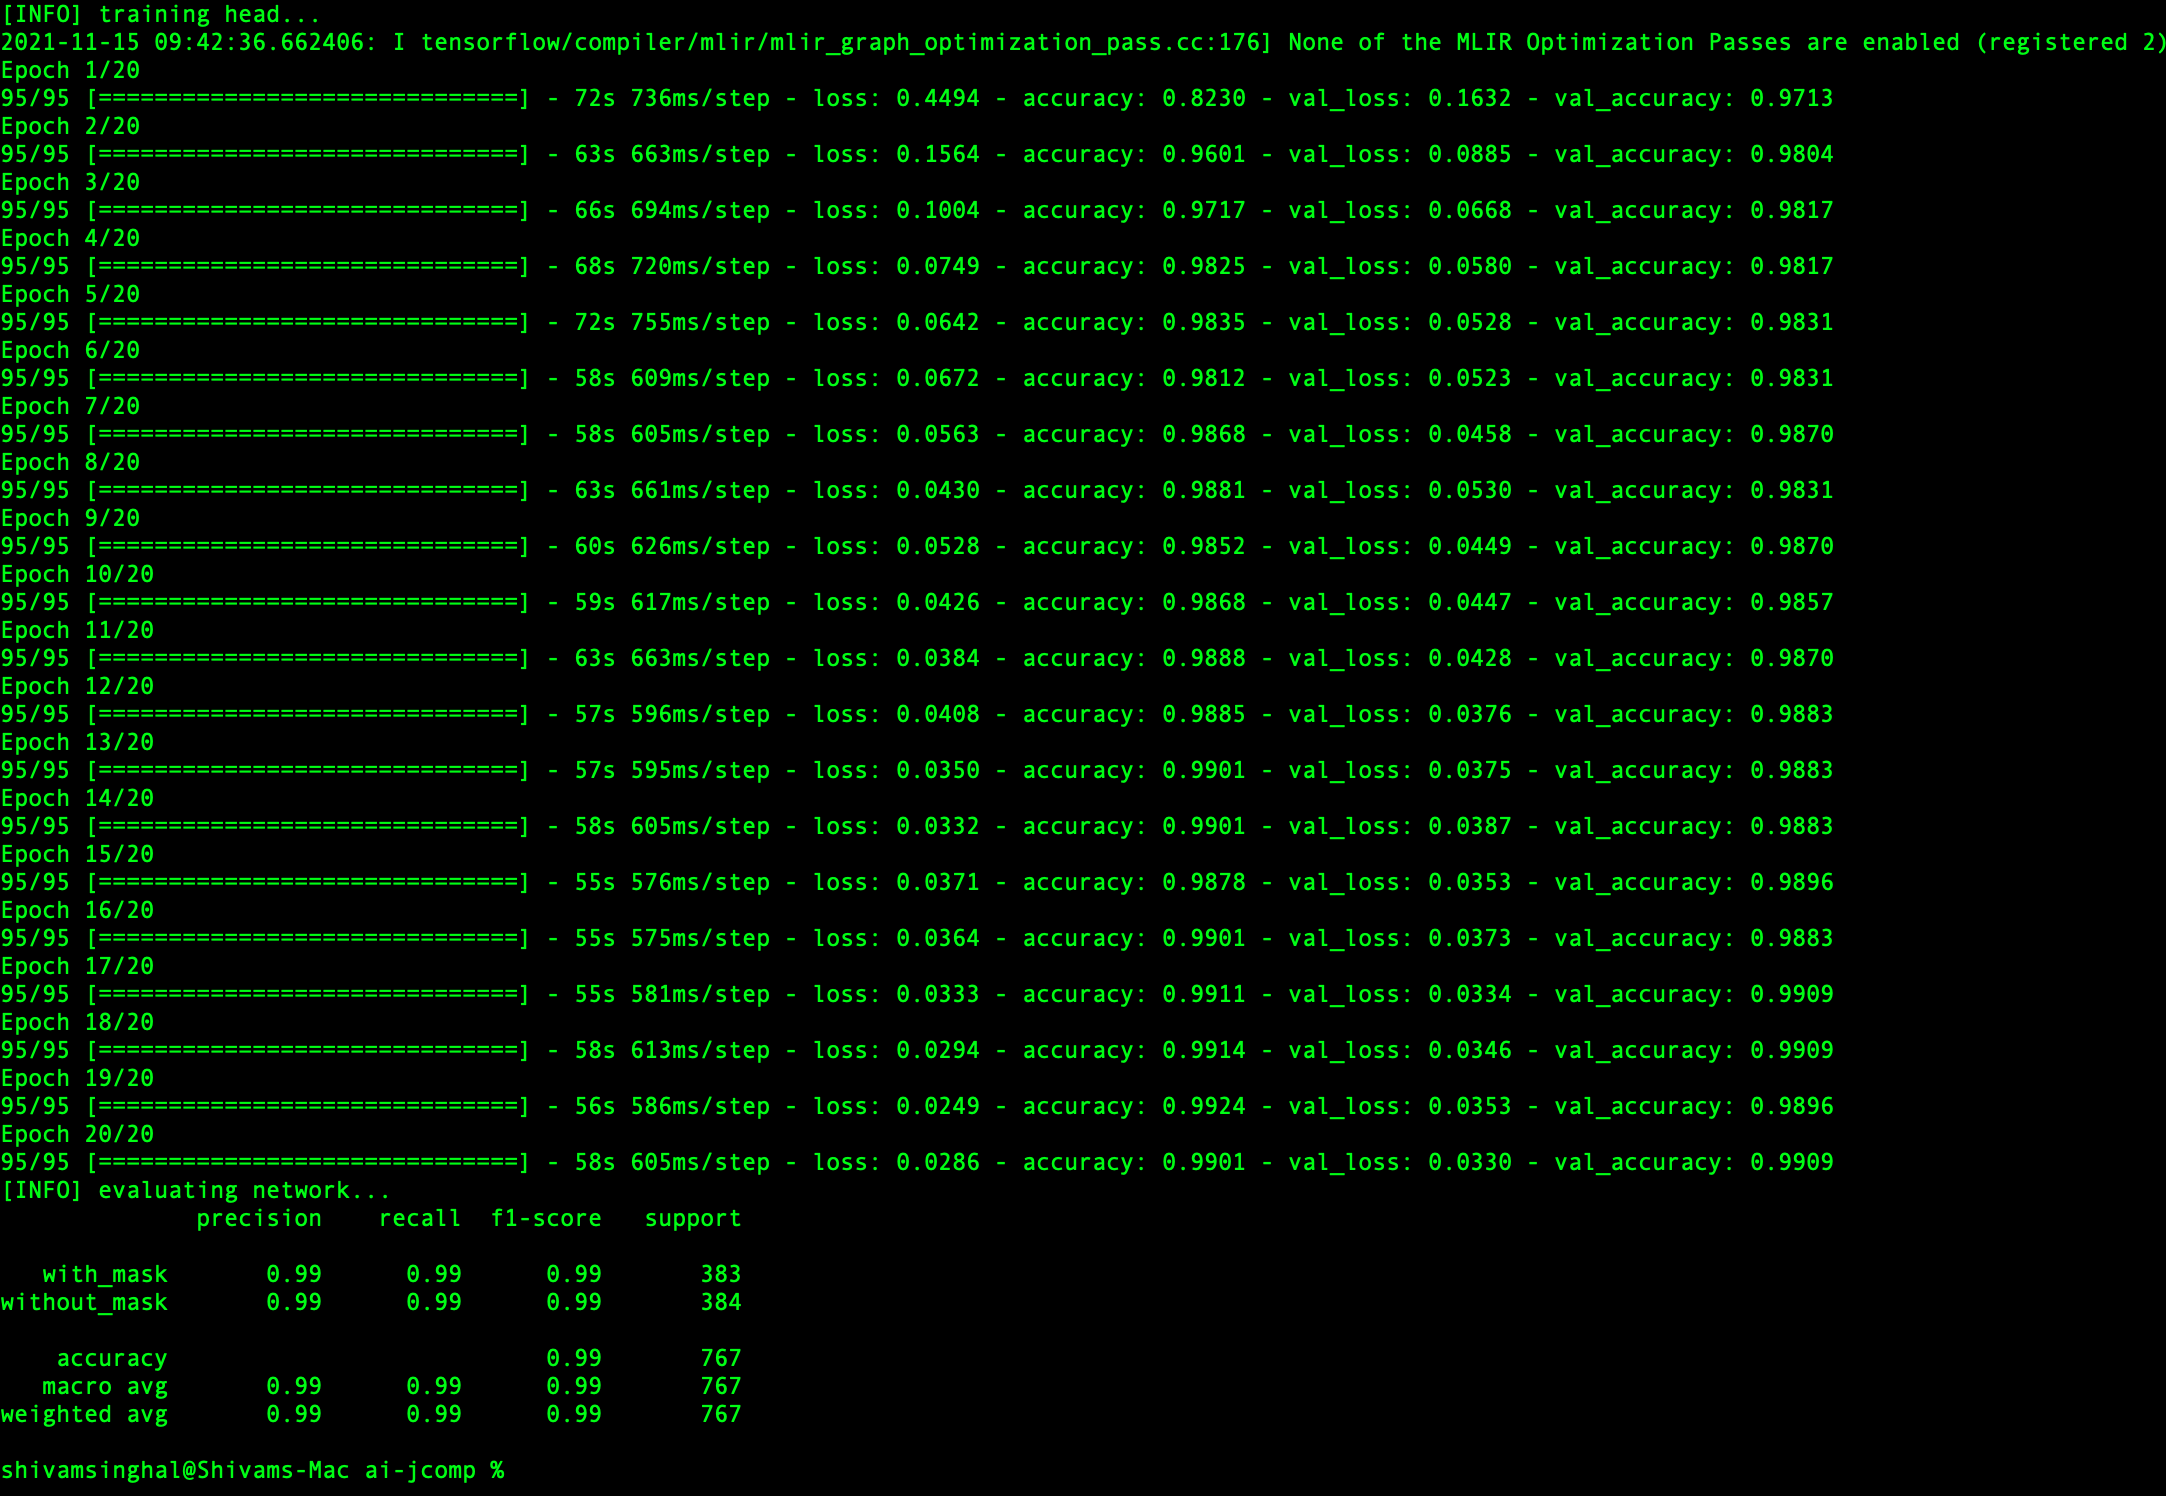 [INFO] training head...
2021-11-15 09:42:36.662406: I tensorflow/compiler/mlir/mlir_graph_optimization_pass.cc:176] None of the MLIR Optimization Passes are enabled (registered 2)
Epoch 1/20
95/95 [==============================] - 72s 736ms/step - loss: 0.4494 - accuracy: 0.8230 - val_loss: 0.1632 - val_accuracy: 0.9713
Epoch 2/20
95/95 [==============================] - 63s 663ms/step - loss: 0.1564 - accuracy: 0.9601 - val_loss: 0.0885 - val_accuracy: 0.9804
Epoch 3/20
95/95 [==============================] - 66s 694ms/step - loss: 0.1004 - accuracy: 0.9717 - val_loss: 0.0668 - val_accuracy: 0.9817
Epoch 4/20
95/95 [==============================] - 68s 720ms/step - loss: 0.0749 - accuracy: 0.9825 - val_loss: 0.0580 - val_accuracy: 0.9817
Epoch 5/20
95/95 [==============================] - 72s 755ms/step - loss: 0.0642 - accuracy: 0.9835 - val_loss: 0.0528 - val_accuracy: 0.9831
Epoch 6/20
95/95 [==============================] - 58s 609ms/step - loss: 0.0672 - accuracy: 0.9812 - val_loss: 0.0523 - val_accuracy: 0.9831
Epoch 7/20
95/95 [==============================] - 58s 605ms/step - loss: 0.0563 - accuracy: 0.9868 - val_loss: 0.0458 - val_accuracy: 0.9870
Epoch 8/20
95/95 [==============================] - 63s 661ms/step - loss: 0.0430 - accuracy: 0.9881 - val_loss: 0.0530 - val_accuracy: 0.9831
Epoch 9/20
95/95 [==============================] - 60s 626ms/step - loss: 0.0528 - accuracy: 0.9852 - val_loss: 0.0449 - val_accuracy: 0.9870
Epoch 10/20
95/95 [==============================] - 59s 617ms/step - loss: 0.0426 - accuracy: 0.9868 - val_loss: 0.0447 - val_accuracy: 0.9857
Epoch 11/20
95/95 [==============================] - 63s 663ms/step - loss: 0.0384 - accuracy: 0.9888 - val_loss: 0.0428 - val_accuracy: 0.9870
Epoch 12/20
95/95 [==============================] - 57s 596ms/step - loss: 0.0408 - accuracy: 0.9885 - val_loss: 0.0376 - val_accuracy: 0.9883
Epoch 13/20
95/95 [==============================] - 57s 595ms/step - loss: 0.0350 - accuracy: 0.9901 - val_loss: 0.0375 - val_accuracy: 0.9883
Epoch 14/20
95/95 [==============================] - 58s 605ms/step - loss: 0.0332 - accuracy: 0.9901 - val_loss: 0.0387 - val_accuracy: 0.9883
Epoch 15/20
95/95 [==============================] - 55s 576ms/step - loss: 0.0371 - accuracy: 0.9878 - val_loss: 0.0353 - val_accuracy: 0.9896
Epoch 16/20
95/95 [==============================] - 55s 575ms/step - loss: 0.0364 - accuracy: 0.9901 - val_loss: 0.0373 - val_accuracy: 0.9883
Epoch 17/20
95/95 [==============================] - 55s 581ms/step - loss: 0.0333 - accuracy: 0.9911 - val_loss: 0.0334 - val_accuracy: 0.9909
Epoch 18/20
95/95 [==============================] - 58s 613ms/step - loss: 0.0294 - accuracy: 0.9914 - val_loss: 0.0346 - val_accuracy: 0.9909
Epoch 19/20
95/95 [==============================] - 56s 586ms/step - loss: 0.0249 - accuracy: 0.9924 - val_loss: 0.0353 - val_accuracy: 0.9896
Epoch 20/20
95/95 [==============================] - 58s 605ms/step - loss: 0.0286 - accuracy: 0.9901 - val_loss: 0.0330 - val_accuracy: 0.9909
[INFO] evaluating network...
precision recall f1-score support
with_mask 0.99 0.99 0.99 383
without_mask 0.99 0.99 0.99 384
accuracy 0.99 767
macro avg 0.99 0.99 0.99 767
weighted avg 0.99 0.99 0.99 767
shivamsinghal@Shivams-Mac ai-jcomp %